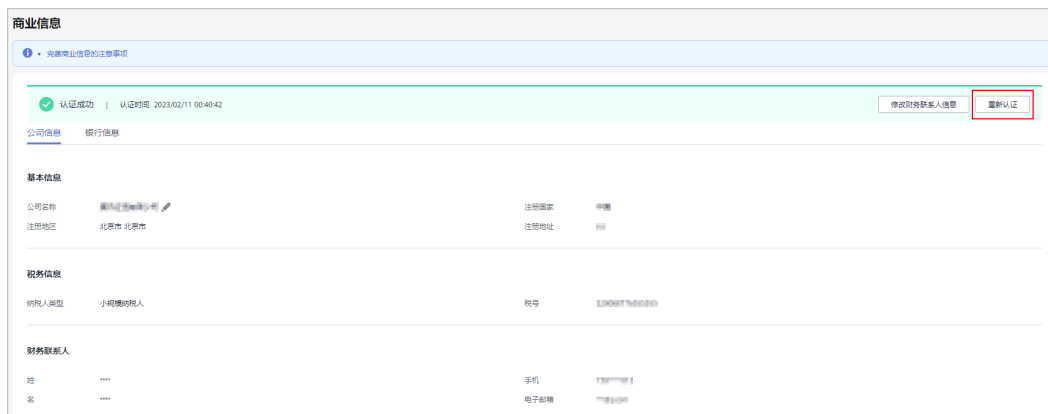 商业信息
完善商业信息的注意事项
认证成功 | 认证时间 2023/02/11 00:40:42 修改财务联系人信息 重新认证
公司信息 银行信息
基本信息
公司名称 注册国家 中国
注册地区 北京市 北京市 注册地址
税务信息
纳税人类型 小规模纳税人 税号
财务联系人
姓 **** 手机
名 **** 电子邮箱